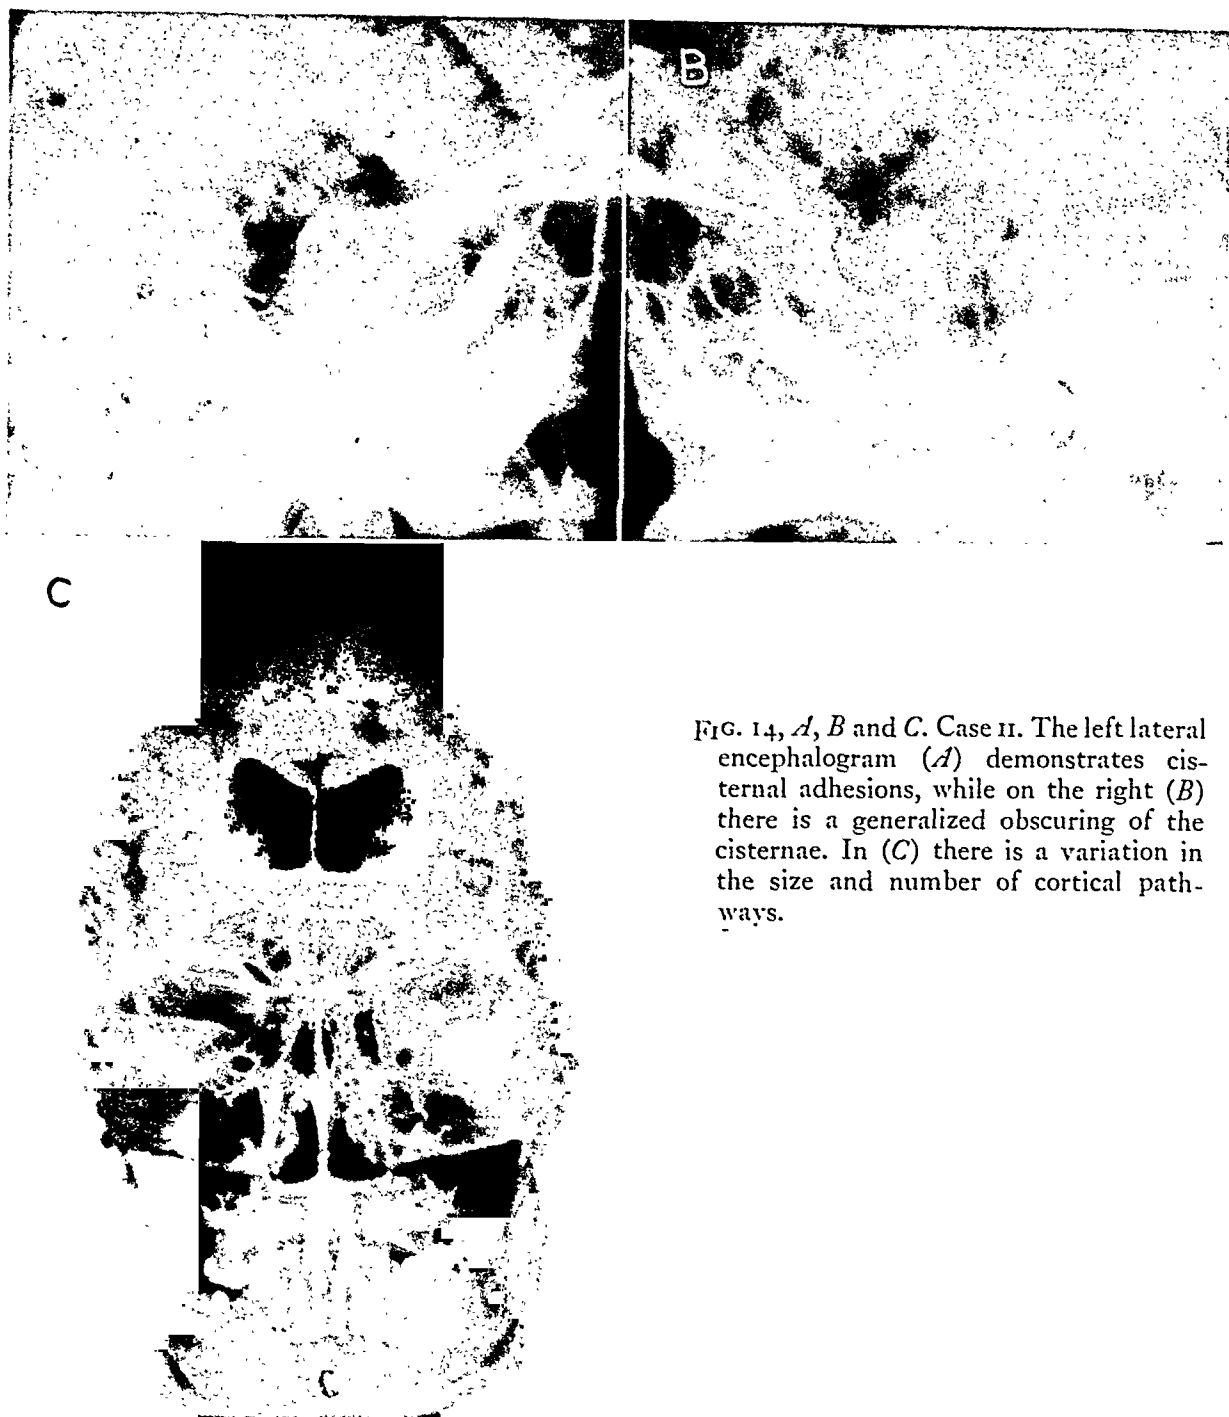 B
C
FIG. 14, A, B and C. Case II. The left lateral
encephalogram (A) demonstrates cis-
ternal adhesions, while on the right (B)
there is a generalized obscuring of the
cisternae. In (C) there is a variation in
the size and number of cortical path-
ways.
L